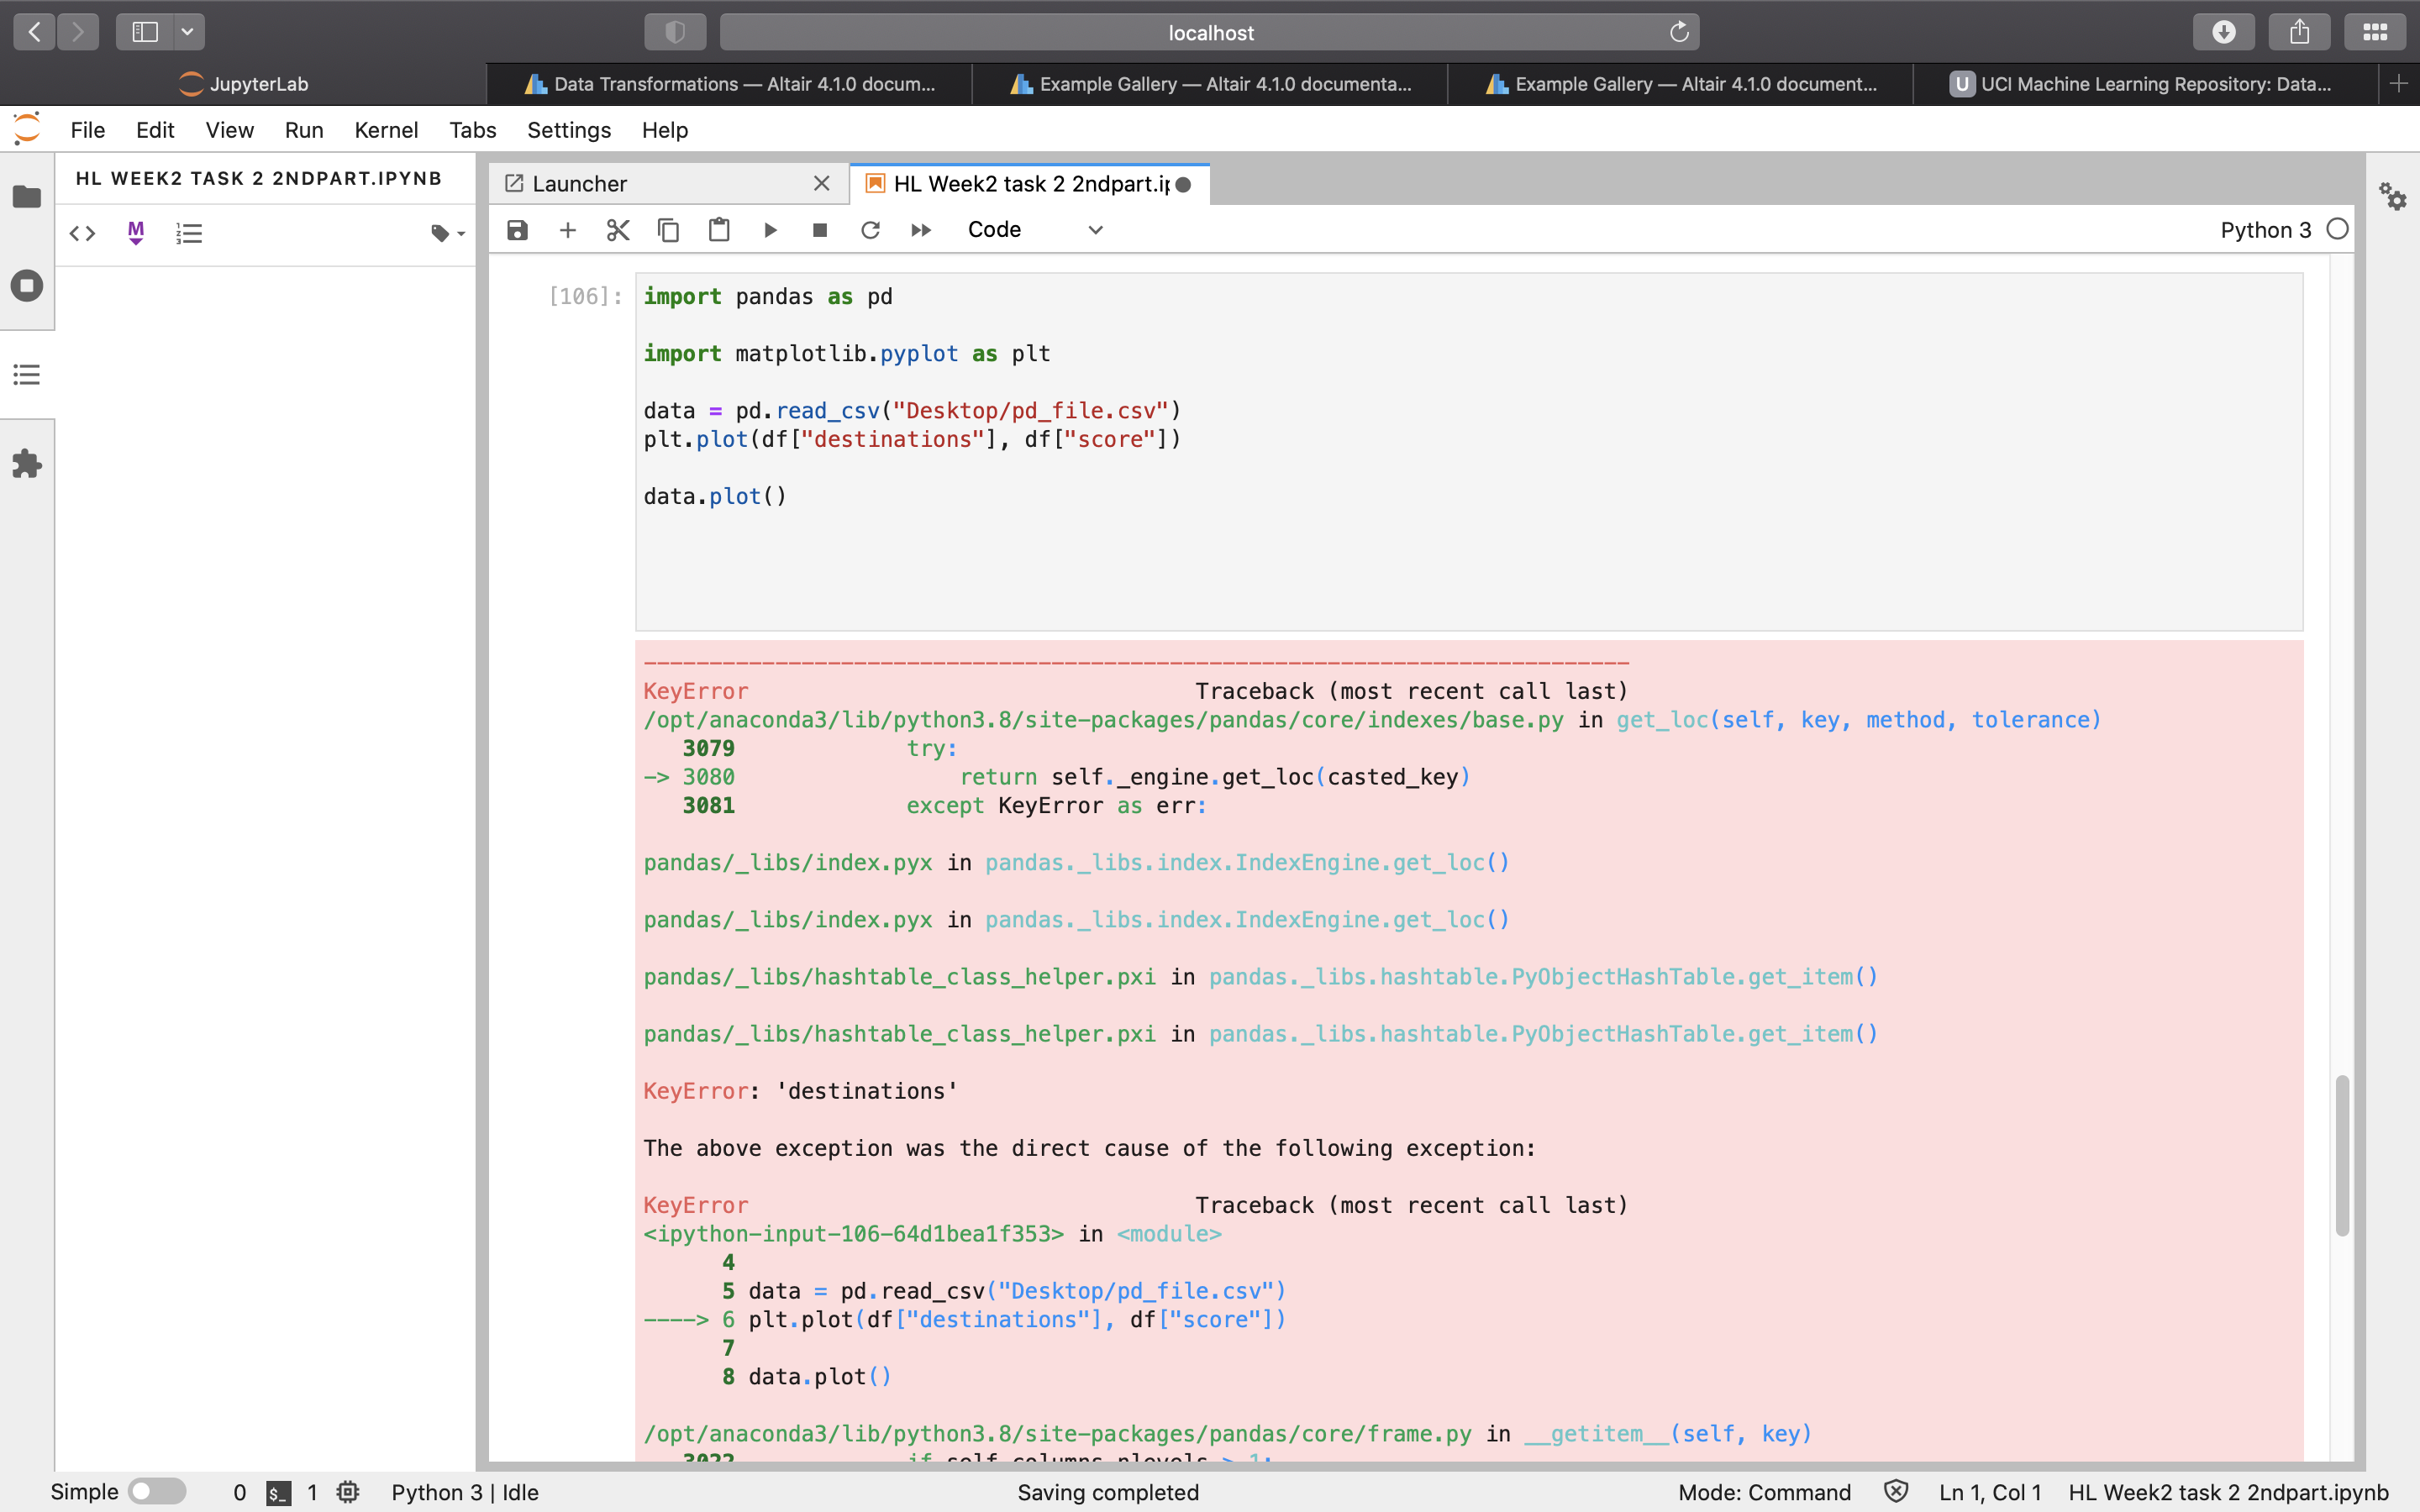 localhost
JupyterLab
Data Transformations — Altair 4.1.0 docum...
Example Gallery — Altair 4.1.0 documenta...
Example Gallery — Altair 4.1.0 document...
U UCI Machine Learning Repository: Data...
File Edit View Run Kernel Tabs Settings Help
HL WEEK2 TASK 2 2NDPART.IPYNB
Launcher
HL Week2 task 2 2ndpart.ip
M
Code
Python 3
[106]:
import pandas as pd
import matplotlib.pyplot as plt
data = pd.read_csv("Desktop/pd_file.csv")
plt.plot(df["destinations"], df["score"])
data.plot()
---------------------------------------------------------------------------
KeyError Traceback (most recent call last)
/opt/anaconda3/lib/python3.8/site-packages/pandas/core/indexes/base.py in get_loc(self, key, method, tolerance)
3079 try:
-> 3080 return self._engine.get_loc(casted_key)
3081 except KeyError as err:
pandas/_libs/index.pyx in pandas._libs.index.IndexEngine.get_loc()
pandas/_libs/index.pyx in pandas._libs.index.IndexEngine.get_loc()
pandas/_libs/hashtable_class_helper.pxi in pandas._libs.hashtable.PyObjectHashTable.get_item()
pandas/_libs/hashtable_class_helper.pxi in pandas._libs.hashtable.PyObjectHashTable.get_item()
KeyError: 'destinations'
The above exception was the direct cause of the following exception:
KeyError Traceback (most recent call last)
<ipython-input-106-64d1bea1f353> in <module>
4
5 data = pd.read_csv("Desktop/pd_file.csv")
----> 6 plt.plot(df["destinations"], df["score"])
7
8 data.plot()
/opt/anaconda3/lib/python3.8/site-packages/pandas/core/frame.py in __getitem__(self, key)
3022 if self.columns.nlevels > 1:
Simple 0 $_ 1 Python 3 | Idle
Saving completed
Mode: Command Ln 1, Col 1 HL Week2 task 2 2ndpart.ipynb